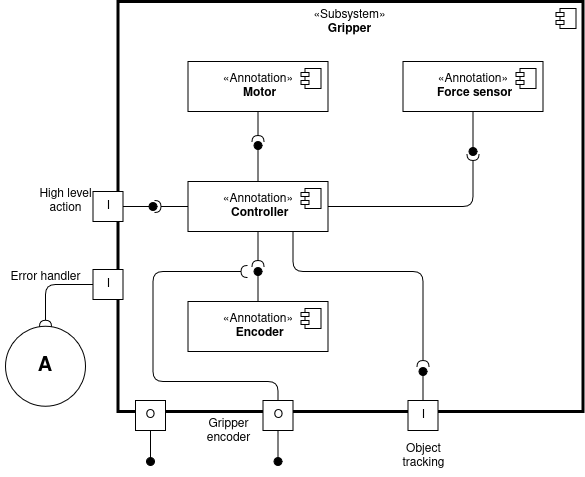 «Subsystem»
Gripper
«Annotation»
Motor
«Annotation»
Force sensor
High level
action
I
«Annotation»
Controller
Error handler
I
A
«Annotation»
Encoder
O
Gripper
encoder
O
I
Object
tracking